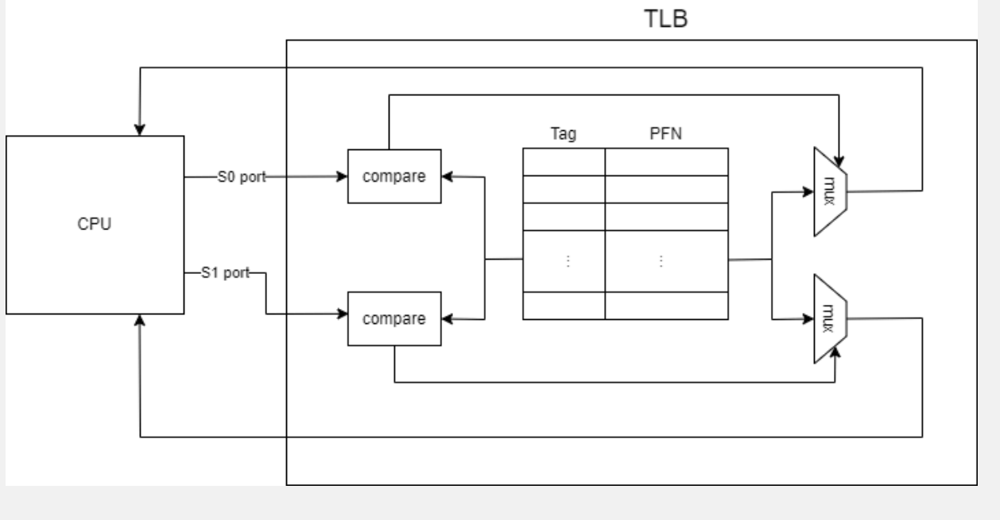 TLB
Tag
PFN
S0 port
compare
mux
CPU
⋮
⋮
S1 port
compare
mux